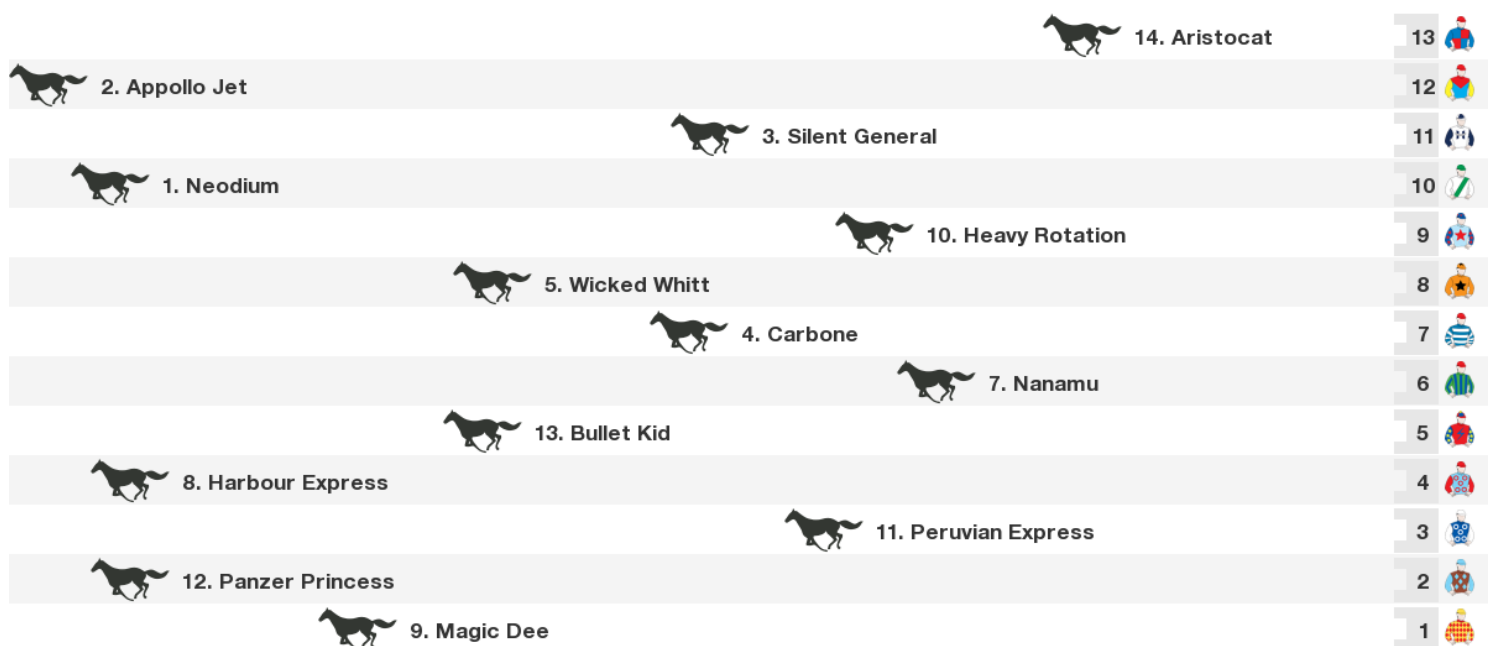 14. Aristocat 13
2. Appollo Jet 12
3. Silent General 11
1. Neodium 10
10. Heavy Rotation 9
5. Wicked Whitt 8
4. Carbone 7
7. Nanamu 6
13. Bullet Kid 5
8. Harbour Express 4
11. Peruvian Express 3
12. Panzer Princess 2
9. Magic Dee 1